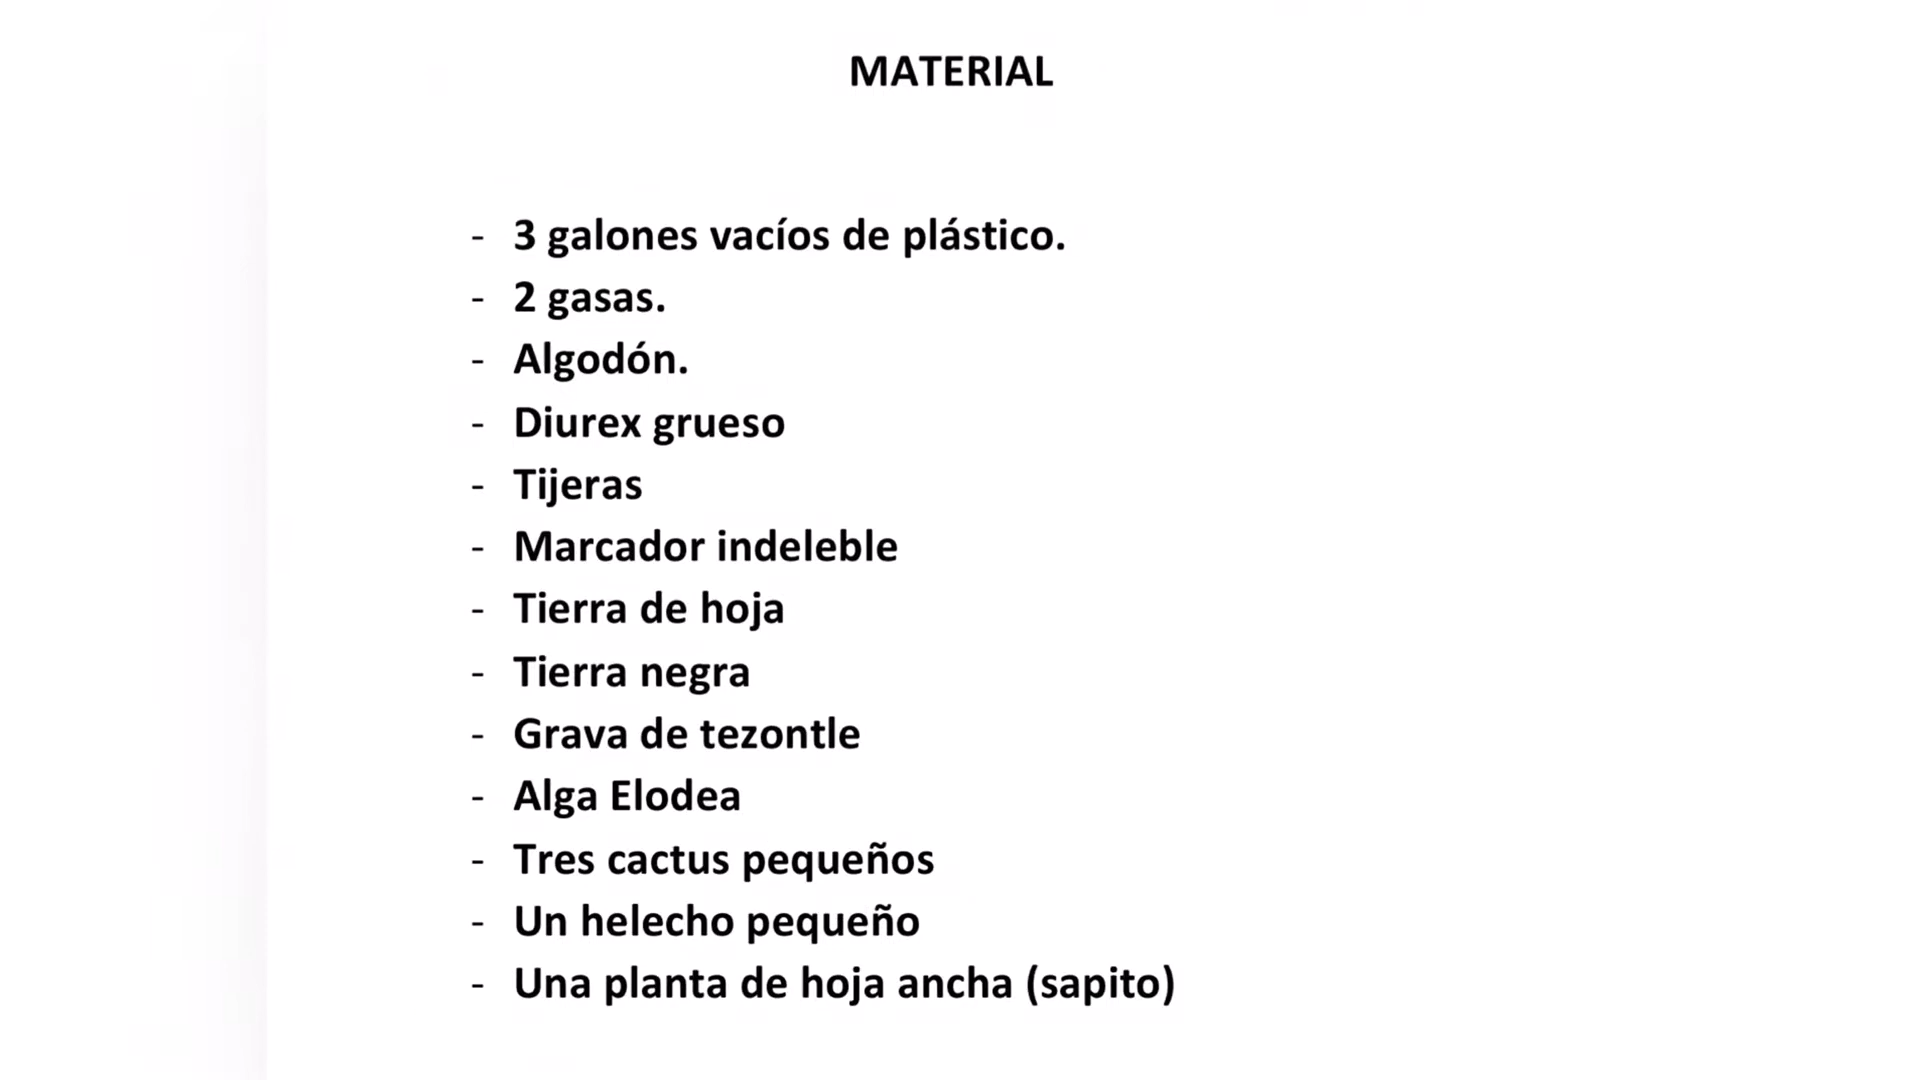 MATERIAL
- 3 galones vacíos de plástico.
- 2 gasas.
- Algodón.
- Diurex grueso
- Tijeras
- Marcador indeleble
- Tierra de hoja
- Tierra negra
- Grava de tezontle
- Alga Elodea
- Tres cactus pequeños
- Un helecho pequeño
- Una planta de hoja ancha (sapito)